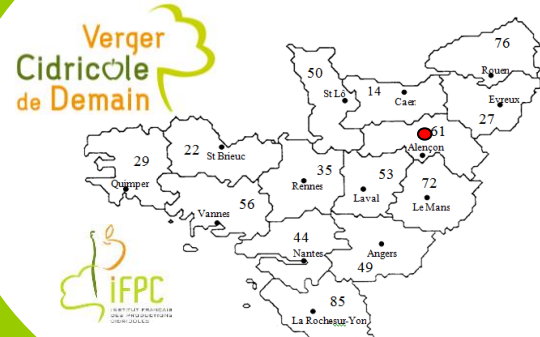 Verger
Cidricole
de Demain
76
Rouen
50
St Lô
14
Caen
Evreux
27
61
Alençon
29
22
St Brieuc
Quimper
35
Rennes
53
Laval
72
Le Mans
56
Vannes
44
Nantes
Angers
49
85
La Roche sur-Yon
iFPC
INSTITUT FRANÇAIS
DES PRODUCTIONS
CIDRICOLES